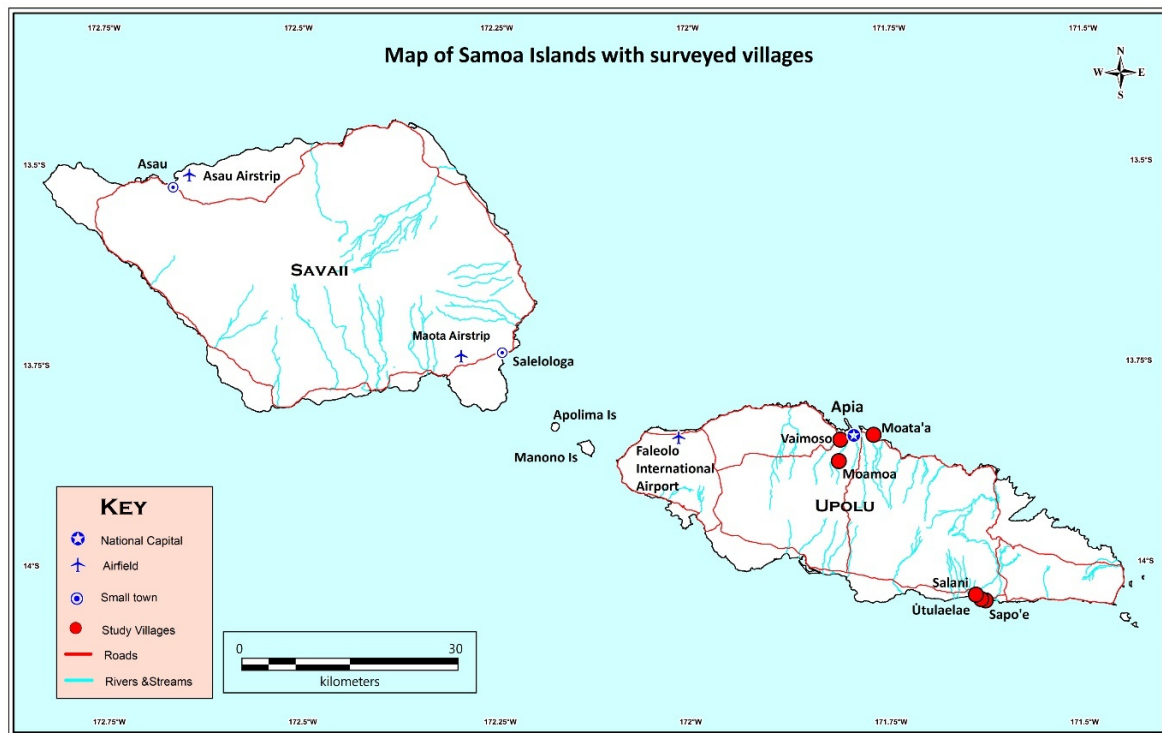 172.75°W 172.5°W 172.25°W 172°W 171.75°W 171.5°W
Map of Samoa Islands with surveyed villages
N
W E
S
13.5°S 13.5°S
Asau
Asau Airstrip
SAVAII
Maota Airstrip
Salelologa
13.75°S 13.75°S
Apolima Is
Manono Is
Apia
Vaimoso
Moata'a
Moamoa
Faleolo
International
Airport
UPOLU
14°S 14°S
Salani
Ùtulaelae
Sapo'e
KEY
National Capital
Airfield
Small town
Study Villages
Roads
Rivers &Streams
0 30
kilometers
172.75°W 172.5°W 172.25°W 172°W 171.75°W 171.5°W